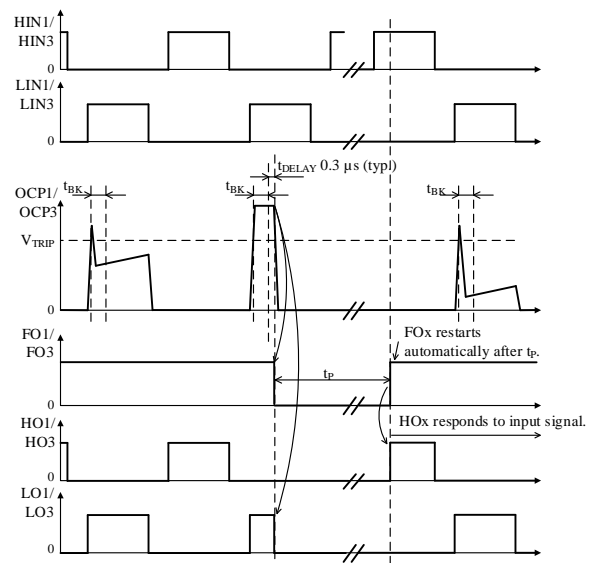 HIN1/
HIN3
0
LIN1/
LIN3
0
tDELAY 0.3 µs (typ.)
tBK
tBK
tBK
OCP1/
OCP3
VTRIP
0
FO1/
FO3
FOx restarts
automatically after tP.
tP
0
HO1/
HO3
HOx responds to input signal.
0
LO1/
LO3
0